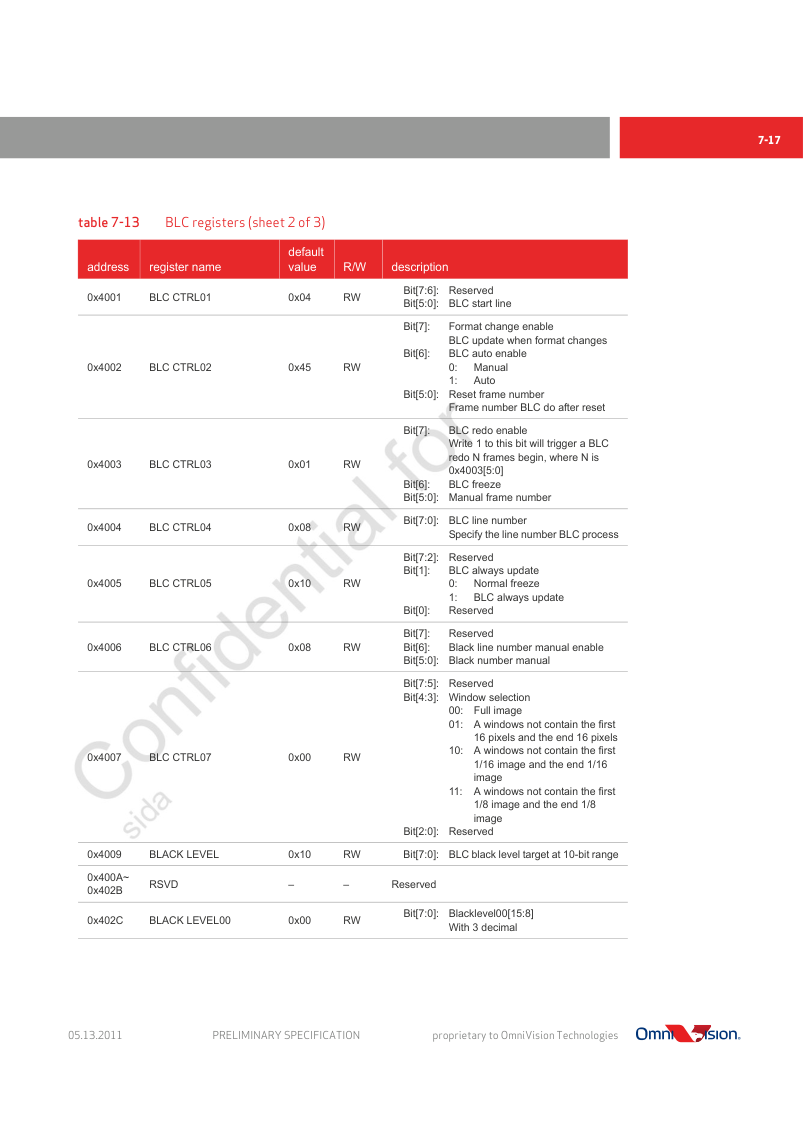 7-17
table 7-13 BLC registers (sheet 2 of 3)
address register name default value R/W description
0x4001 BLC CTRL01 0x04 RW Bit[7:6]: Reserved
Bit[5:0]: BLC start line
0x4002 BLC CTRL02 0x45 RW Bit[7]: Format change enable
BLC update when format changes
Bit[6]: BLC auto enable
0: Manual
1: Auto
Bit[5:0]: Reset frame number
Frame number BLC do after reset
0x4003 BLC CTRL03 0x01 RW Bit[7]: BLC redo enable
Write 1 to this bit will trigger a BLC
redo N frames begin, where N is
0x4003[5:0]
Bit[6]: BLC freeze
Bit[5:0]: Manual frame number
0x4004 BLC CTRL04 0x08 RW Bit[7:0]: BLC line number
Specify the line number BLC process
0x4005 BLC CTRL05 0x10 RW Bit[7:2]: Reserved
Bit[1]: BLC always update
0: Normal freeze
1: BLC always update
Bit[0]: Reserved
0x4006 BLC CTRL06 0x08 RW Bit[7]: Reserved
Bit[6]: Black line number manual enable
Bit[5:0]: Black number manual
0x4007 BLC CTRL07 0x00 RW Bit[7:5]: Reserved
Bit[4:3]: Window selection
00: Full image
01: A windows not contain the first
16 pixels and the end 16 pixels
10: A windows not contain the first
1/16 image and the end 1/16
image
11: A windows not contain the first
1/8 image and the end 1/8
image
Bit[2:0]: Reserved
0x4009 BLACK LEVEL 0x10 RW Bit[7:0]: BLC black level target at 10-bit range
0x400A~
0x402B RSVD – – Reserved
0x402C BLACK LEVEL00 0x00 RW Bit[7:0]: Blacklevel00[15:8]
With 3 decimal
Confidential for
sida
05.13.2011 PRELIMINARY SPECIFICATION proprietary to OmniVision Technologies OmniVision.